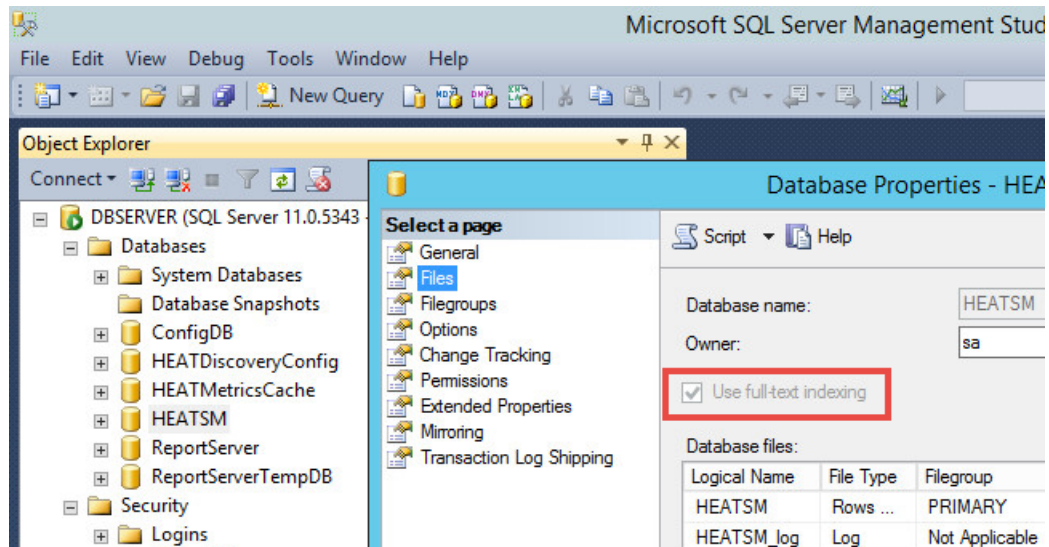 Microsoft SQL Server Management Stud
File Edit View Debug Tools Window Help
New Query
Object Explorer
Connect
DBSERVER (SQL Server 11.0.5343 -
Databases
System Databases
Database Snapshots
ConfigDB
HEATDiscoveryConfig
HEATMetricsCache
HEATSM
ReportServer
ReportServerTempDB
Security
Logins
Database Properties - HEA
Select a page
General
Files
Filegroups
Options
Change Tracking
Permissions
Extended Properties
Mirroring
Transaction Log Shipping
Script Help
Database name: HEATSM
Owner: sa
Use full-text indexing
Database files:
Logical Name File Type Filegroup
HEATSM Rows ... PRIMARY
HEATSM_log Log Not Applicable